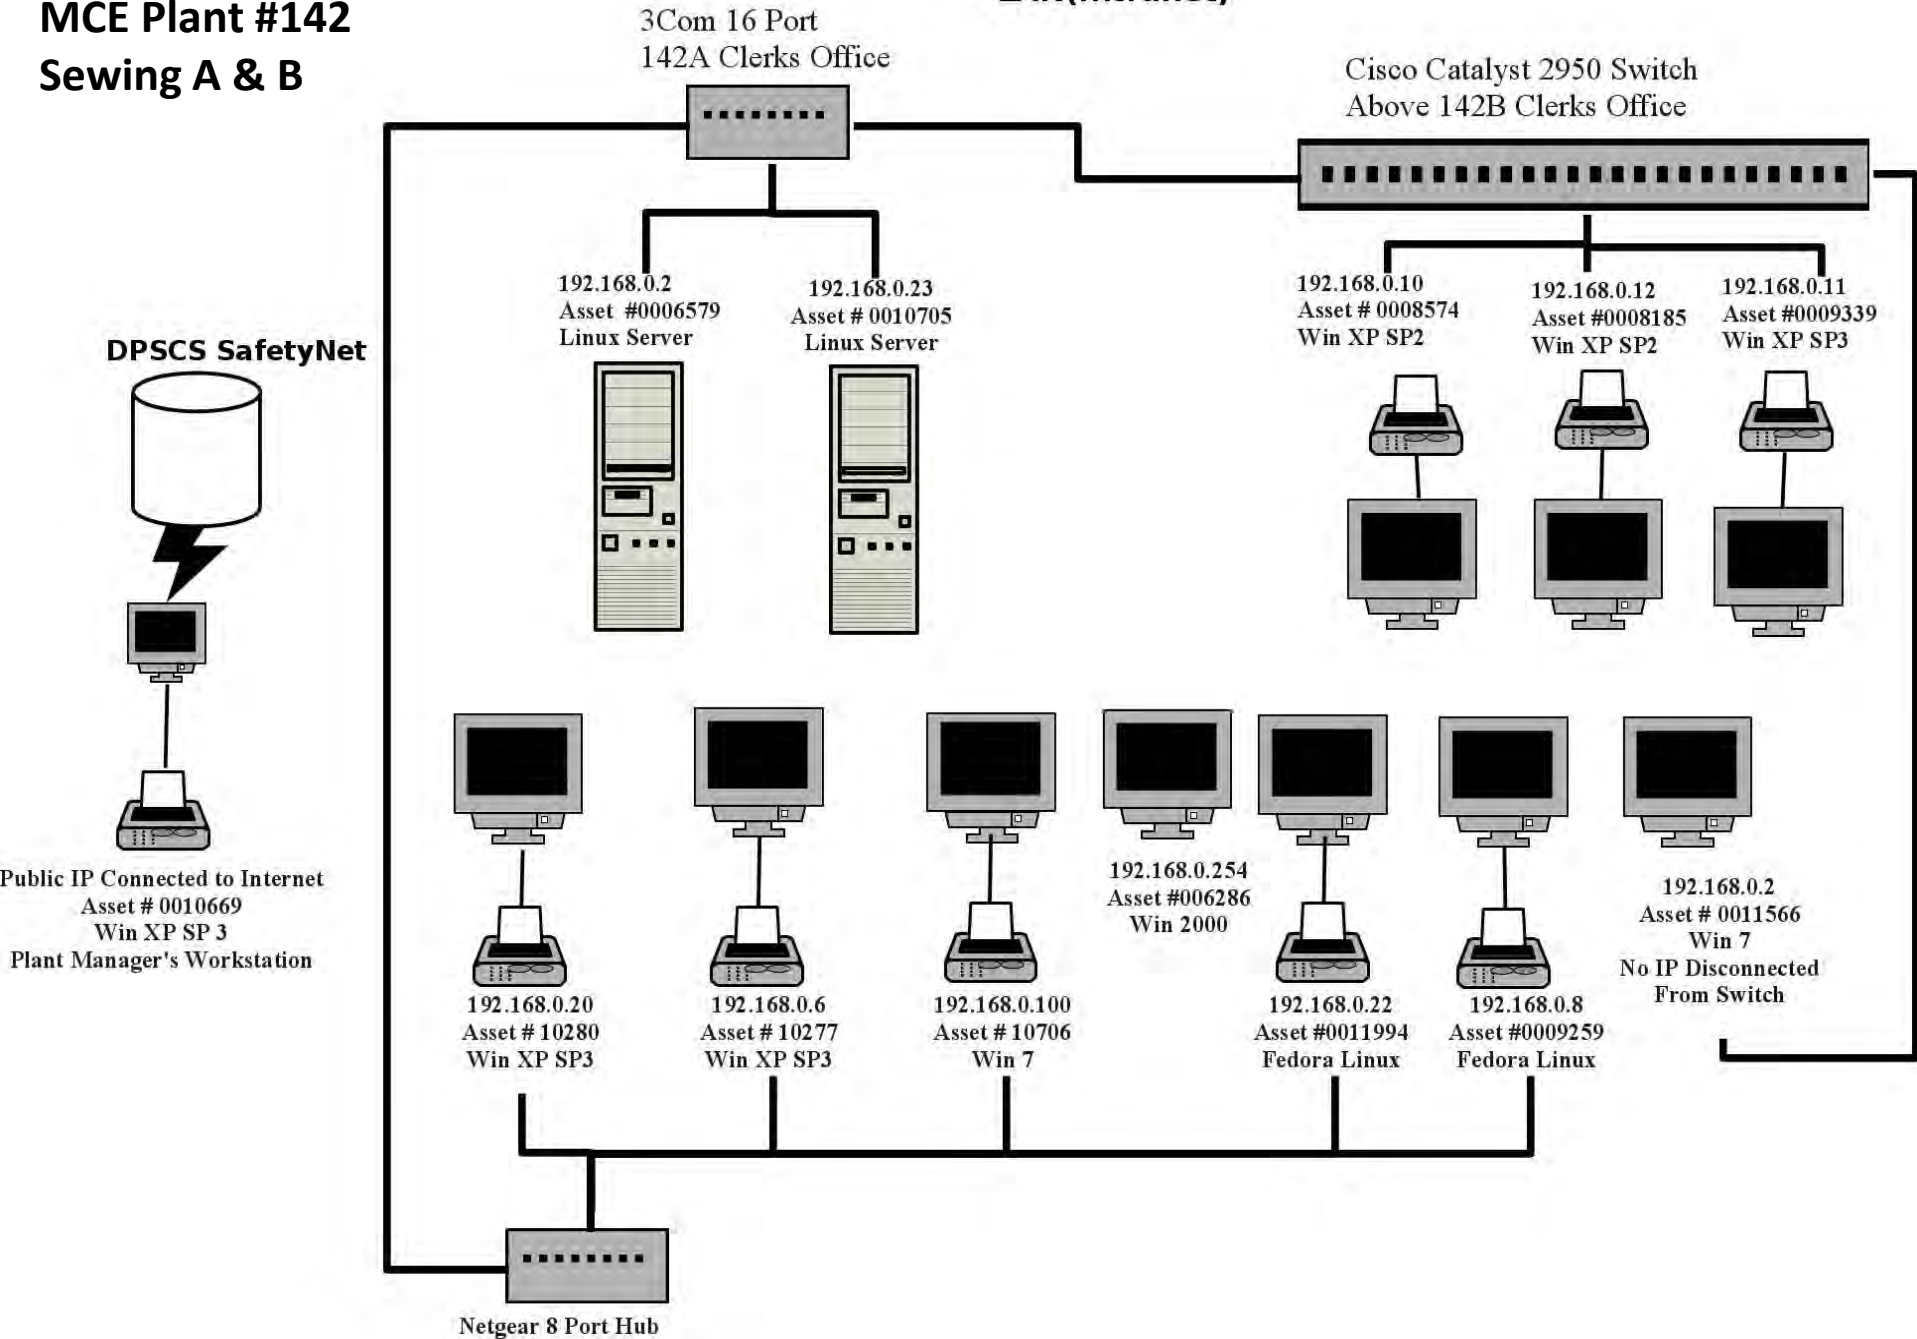 MCE Plant #142
Sewing A & B
3Com 16 Port
142A Clerks Office
Cisco Catalyst 2950 Switch
Above 142B Clerks Office
192.168.0.2
Asset #0006579
Linux Server
192.168.0.23
Asset # 0010705
Linux Server
192.168.0.10
Asset # 0008574
Win XP SP2
192.168.0.12
Asset #0008185
Win XP SP2
192.168.0.11
Asset #0009339
Win XP SP3
DPSCS SafetyNet
Public IP Connected to Internet
Asset # 0010669
Win XP SP 3
Plant Manager's Workstation
192.168.0.20
Asset # 10280
Win XP SP3
192.168.0.6
Asset # 10277
Win XP SP3
192.168.0.100
Asset # 10706
Win 7
192.168.0.254
Asset #006286
Win 2000
192.168.0.22
Asset #0011994
Fedora Linux
192.168.0.8
Asset #0009259
Fedora Linux
192.168.0.2
Asset # 0011566
Win 7
No IP Disconnected
From Switch
Netgear 8 Port Hub